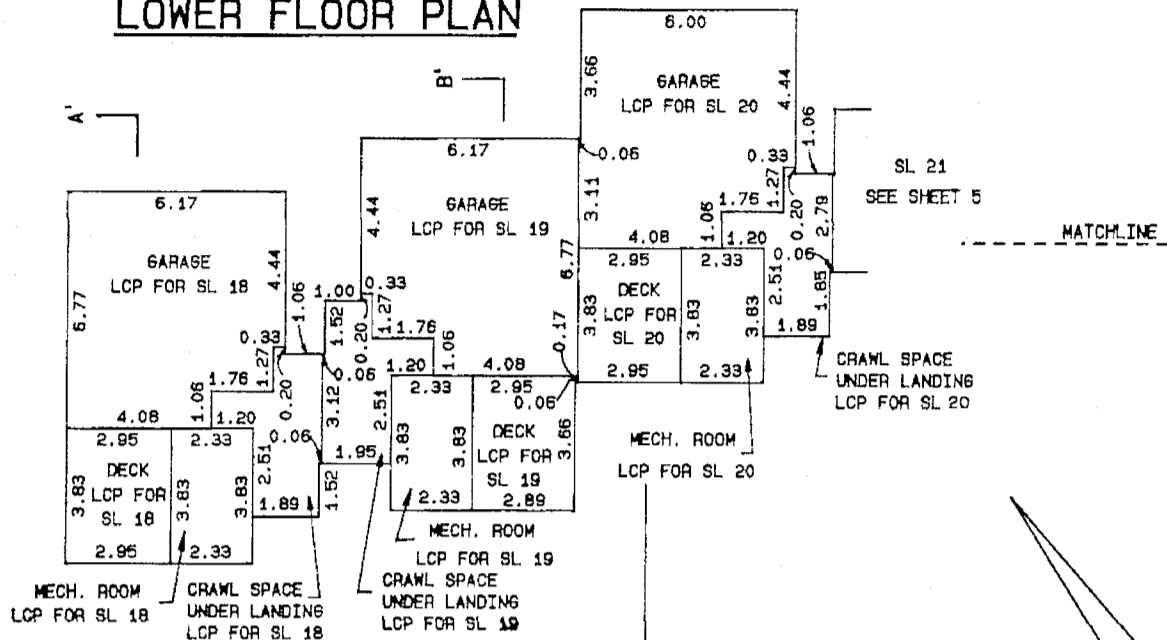 LOWER FLOOR PLAN
A'
B'
6.17
GARAGE
LCP FOR SL 18
6.77
4.44
1.06
0.33
1.27
0.20
1.76
1.06
4.08
1.20
2.95
2.33
DECK
LCP FOR
SL 18
3.83
3.83
3.83
2.51
0.06
1.89
1.52
2.95
2.33
MECH. ROOM
LCP FOR SL 18
CRAWL SPACE
UNDER LANDING
LCP FOR SL 18
6.17
GARAGE
LCP FOR SL 19
4.44
1.00
0.33
1.52
0.20
1.27
1.76
1.06
0.06
3.12
1.20
4.08
2.51
2.33
2.95
0.06
0.17
6.77
3.83
3.83
DECK
LCP FOR
SL 19
3.66
1.95
2.33
2.89
MECH. ROOM
LCP FOR SL 19
CRAWL SPACE
UNDER LANDING
LCP FOR SL 19
6.00
GARAGE
LCP FOR SL 20
3.66
4.44
1.06
0.06
3.11
0.33
1.27
0.20
1.76
1.06
4.08
1.20
2.79
0.06
2.95
2.33
DECK
LCP FOR
SL 20
3.83
3.83
3.83
2.51
1.85
1.89
2.95
2.33
MECH. ROOM
LCP FOR SL 20
CRAWL SPACE
UNDER LANDING
LCP FOR SL 20
SL 21
SEE SHEET 5
MATCHLINE